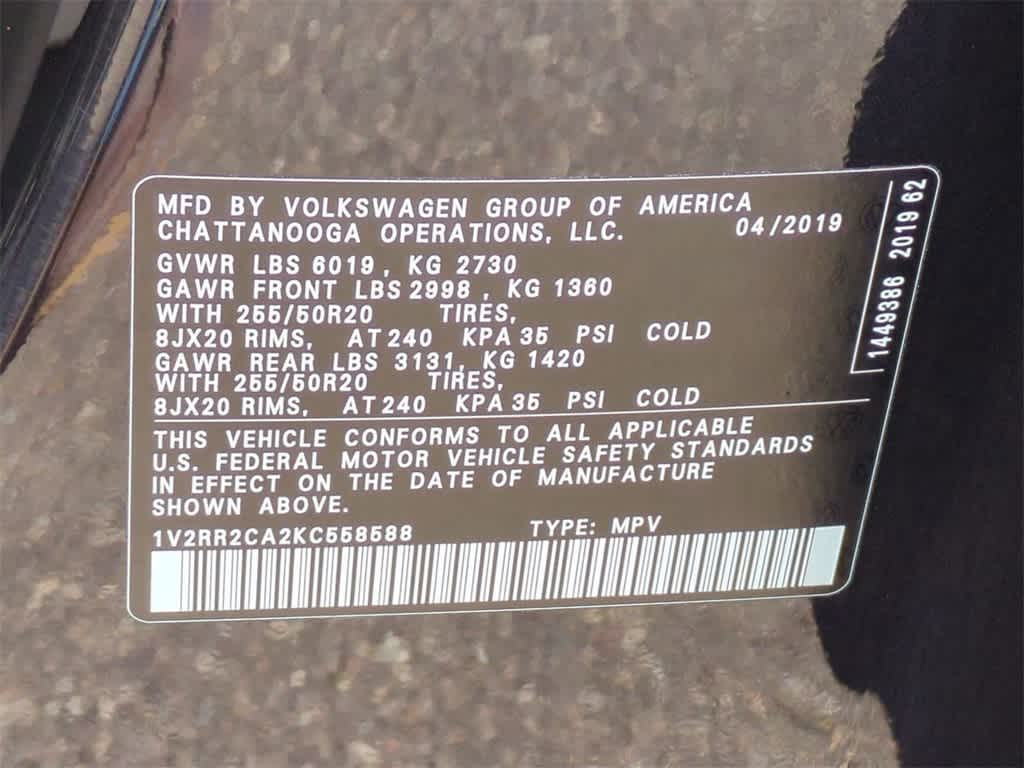 MFD BY VOLKSWAGEN GROUP OF AMERICA
CHATTANOOGA OPERATIONS, LLC. 04/2019
GVWR LBS 6019, KG 2730
GAWR FRONT LBS 2998, KG 1360
WITH 255/50R20 TIRES,
8JX20 RIMS, AT 240 KPA 35 PSI COLD
GAWR REAR LBS 3131, KG 1420
WITH 255/50R20 TIRES,
8JX20 RIMS, AT 240 KPA 35 PSI COLD
THIS VEHICLE CONFORMS TO ALL APPLICABLE
U.S. FEDERAL MOTOR VEHICLE SAFETY STANDARDS
IN EFFECT ON THE DATE OF MANUFACTURE
SHOWN ABOVE.
1V2RR2CA2KC558588 TYPE: MPV
1449386 2019 62